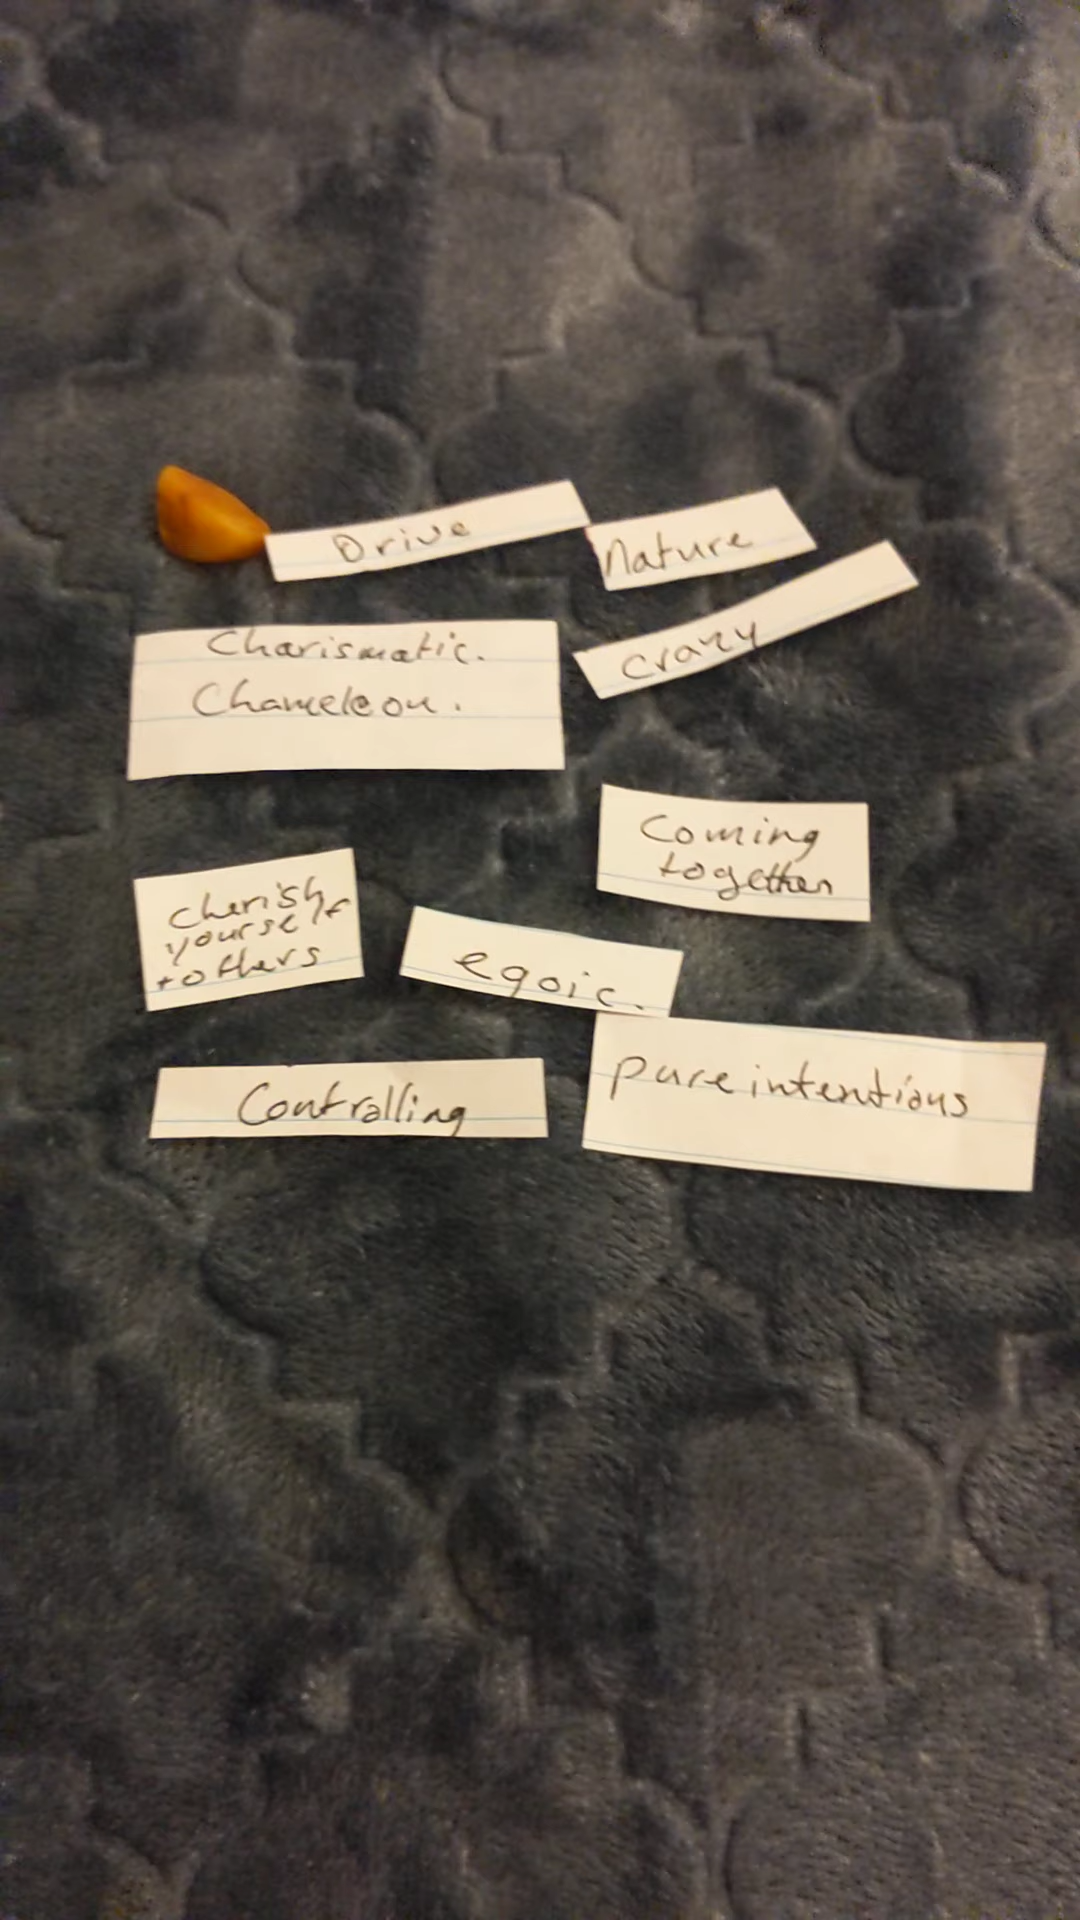 Drive
nature
crazy
Charismatic.
Chameleon.
Coming
together
cherish
yourself
+ others
egoic.
pure intentions
Controlling